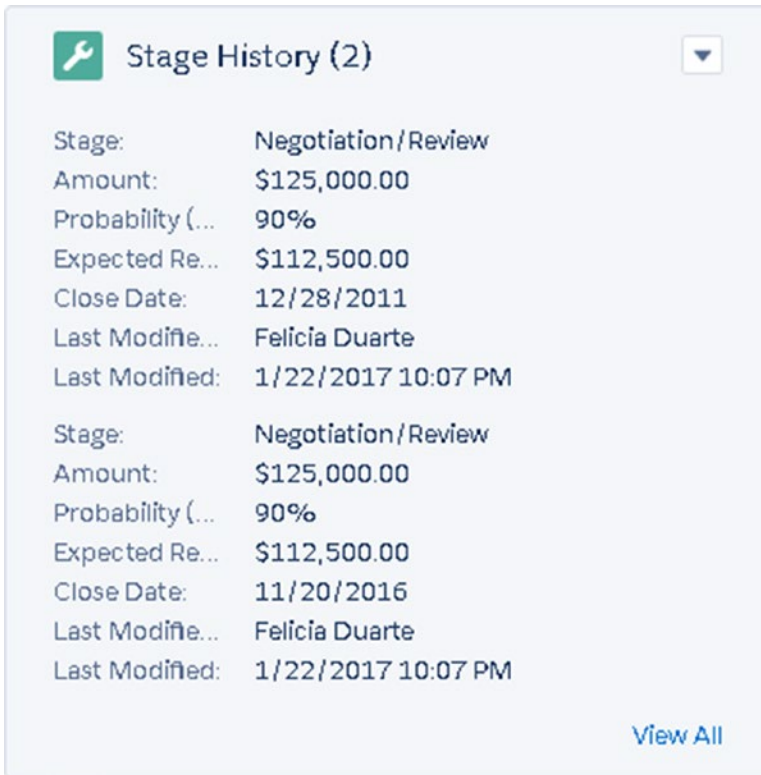 Stage History (2)
Stage: Negotiation/Review
Amount: $125,000.00
Probability (... 90%
Expected Re... $112,500.00
Close Date: 12/28/2011
Last Modifie... Felicia Duarte
Last Modified: 1/22/2017 10:07 PM
Stage: Negotiation/Review
Amount: $125,000.00
Probability (... 90%
Expected Re... $112,500.00
Close Date: 11/20/2016
Last Modifie... Felicia Duarte
Last Modified: 1/22/2017 10:07 PM
View All